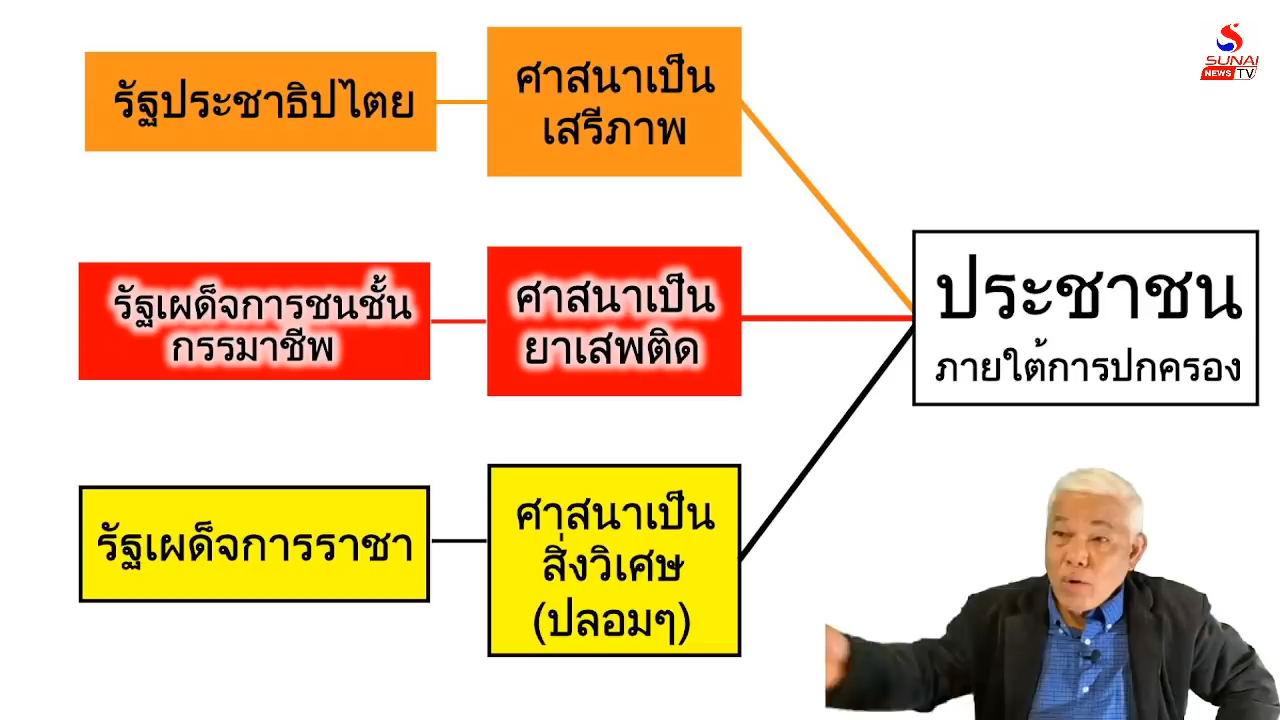 SUNAI
NEWS TV
รัฐประชาธิปไตย
ศาสนาเป็น
เสรีภาพ
รัฐเผด็จการชนชั้น
กรรมาชีพ
ศาสนาเป็น
ยาเสพติด
ประชาชน
ภายใต้การปกครอง
รัฐเผด็จการราชา
ศาสนาเป็น
สิ่งวิเศษ
(ปลอมๆ)